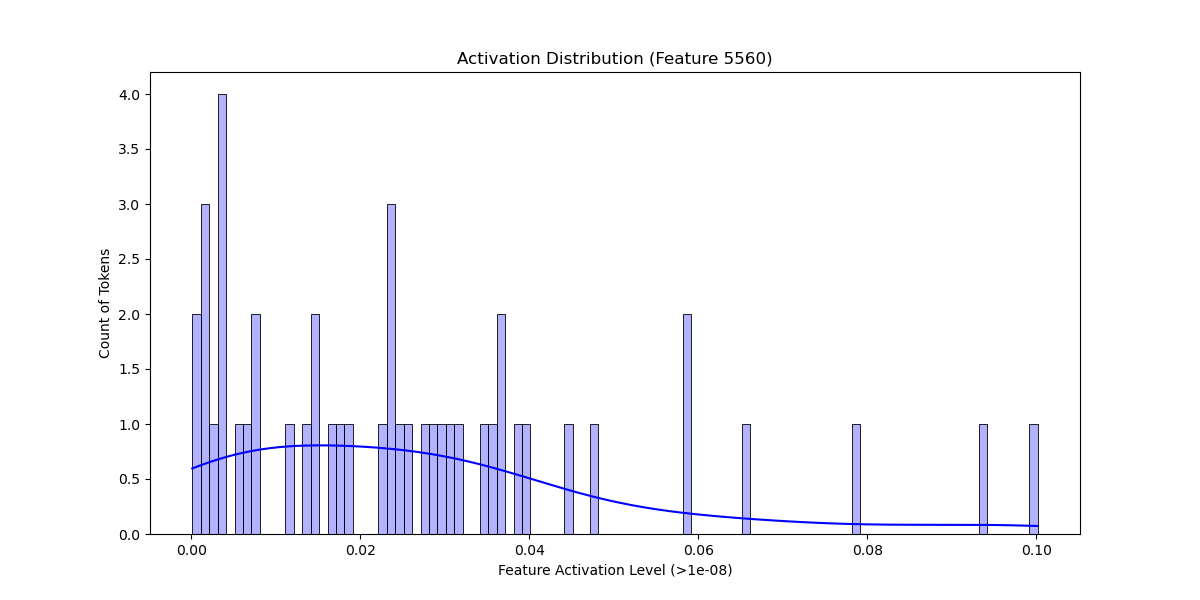 Activation Distribution (Feature 5560)
4.0
3.5
3.0
2.5
2.0
1.5
1.0
0.5
0.0
Count of Tokens
0.00 0.02 0.04 0.06 0.08 0.10
Feature Activation Level (>1e-08)